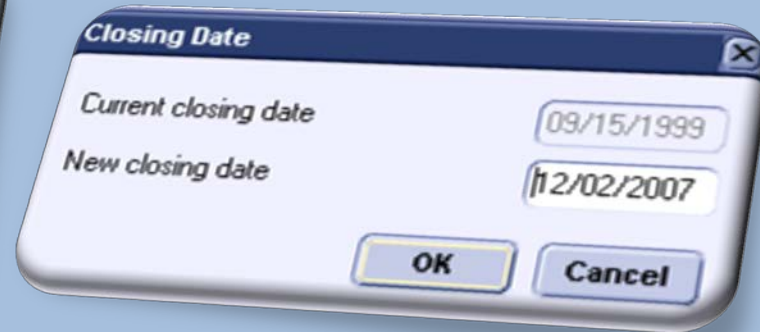 Closing Date
Current closing date 09/15/1999
New closing date 12/02/2007
OK Cancel